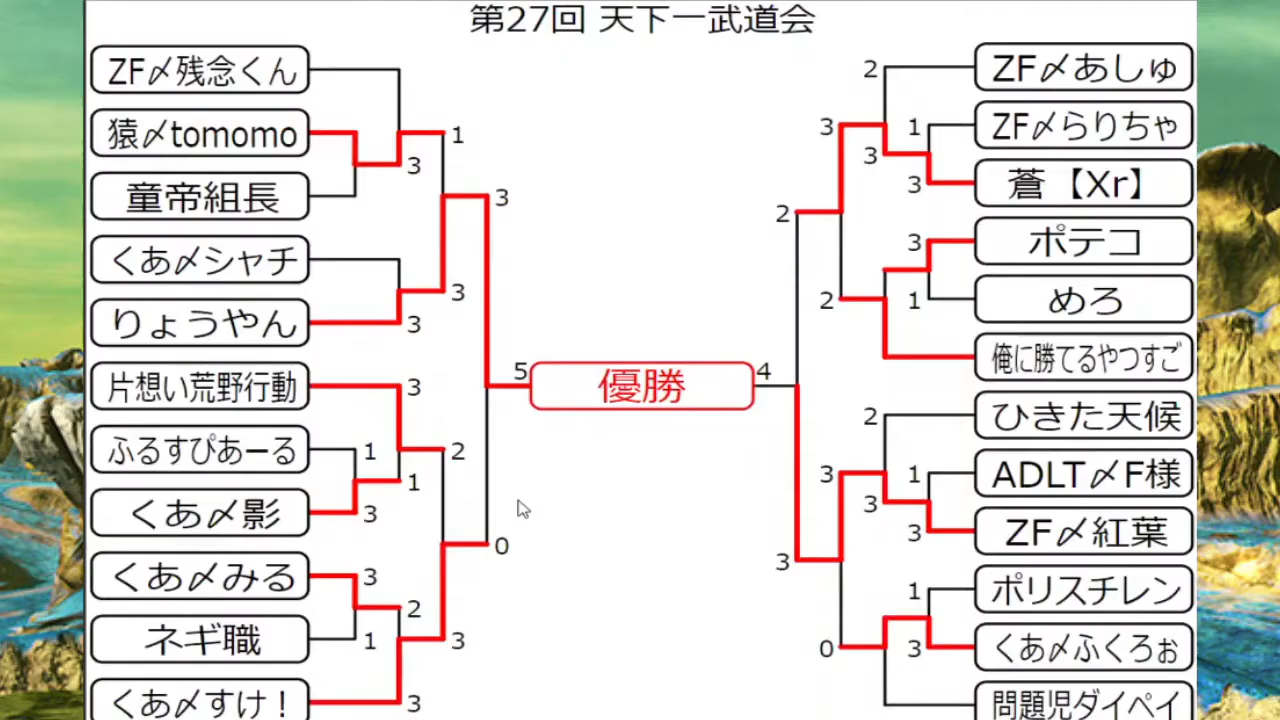 第27回 天下一武道会
ZF〆残念くん
猿〆tomomo
童帝組長
くあ〆シャチ
りょうやん
片想い荒野行動
ふるすぴあーる
くあ〆影
くあ〆みる
ネギ職
くあ〆すけ！
3
3
3
1
3
1
3
1
2
3
1
3
2
3
3
0
5
優勝
4
2
3
3
2
3
0
2
3
2
3
1
3
3
1
1
3
1
3
ZF〆あしゅ
ZF〆らりちゃ
蒼【Xr】
ポテコ
めろ
俺に勝てるやつすご
ひきた天候
ADLT〆F様
ZF〆紅葉
ポリスチレン
くあ〆ふくろぉ
問題児ダイペイ